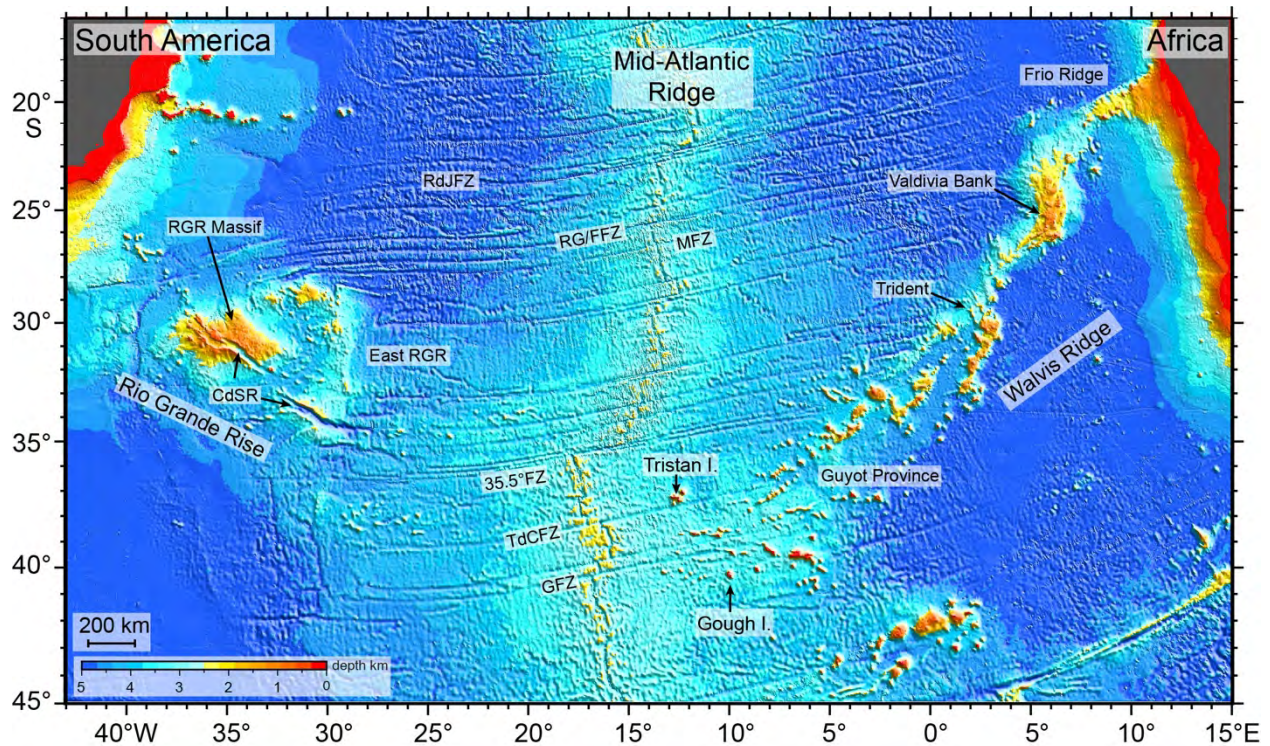 South America
Mid-Atlantic
Ridge
Africa
Frio Ridge
20°
S
RdJFZ
Valdivia Bank
25°
RGR Massif
RG/FFZ
MFZ
Trident
30°
East RGR
Walvis Ridge
CdSR
Rio Grande Rise
35°
Tristan I.
35.5°FZ
Guyot Province
TdCFZ
40°
GFZ
Gough I.
200 km
depth km
5 4 3 2 1 0
45°
40°W 35° 30° 25° 20° 15° 10° 5° 0° 5° 10° 15°E